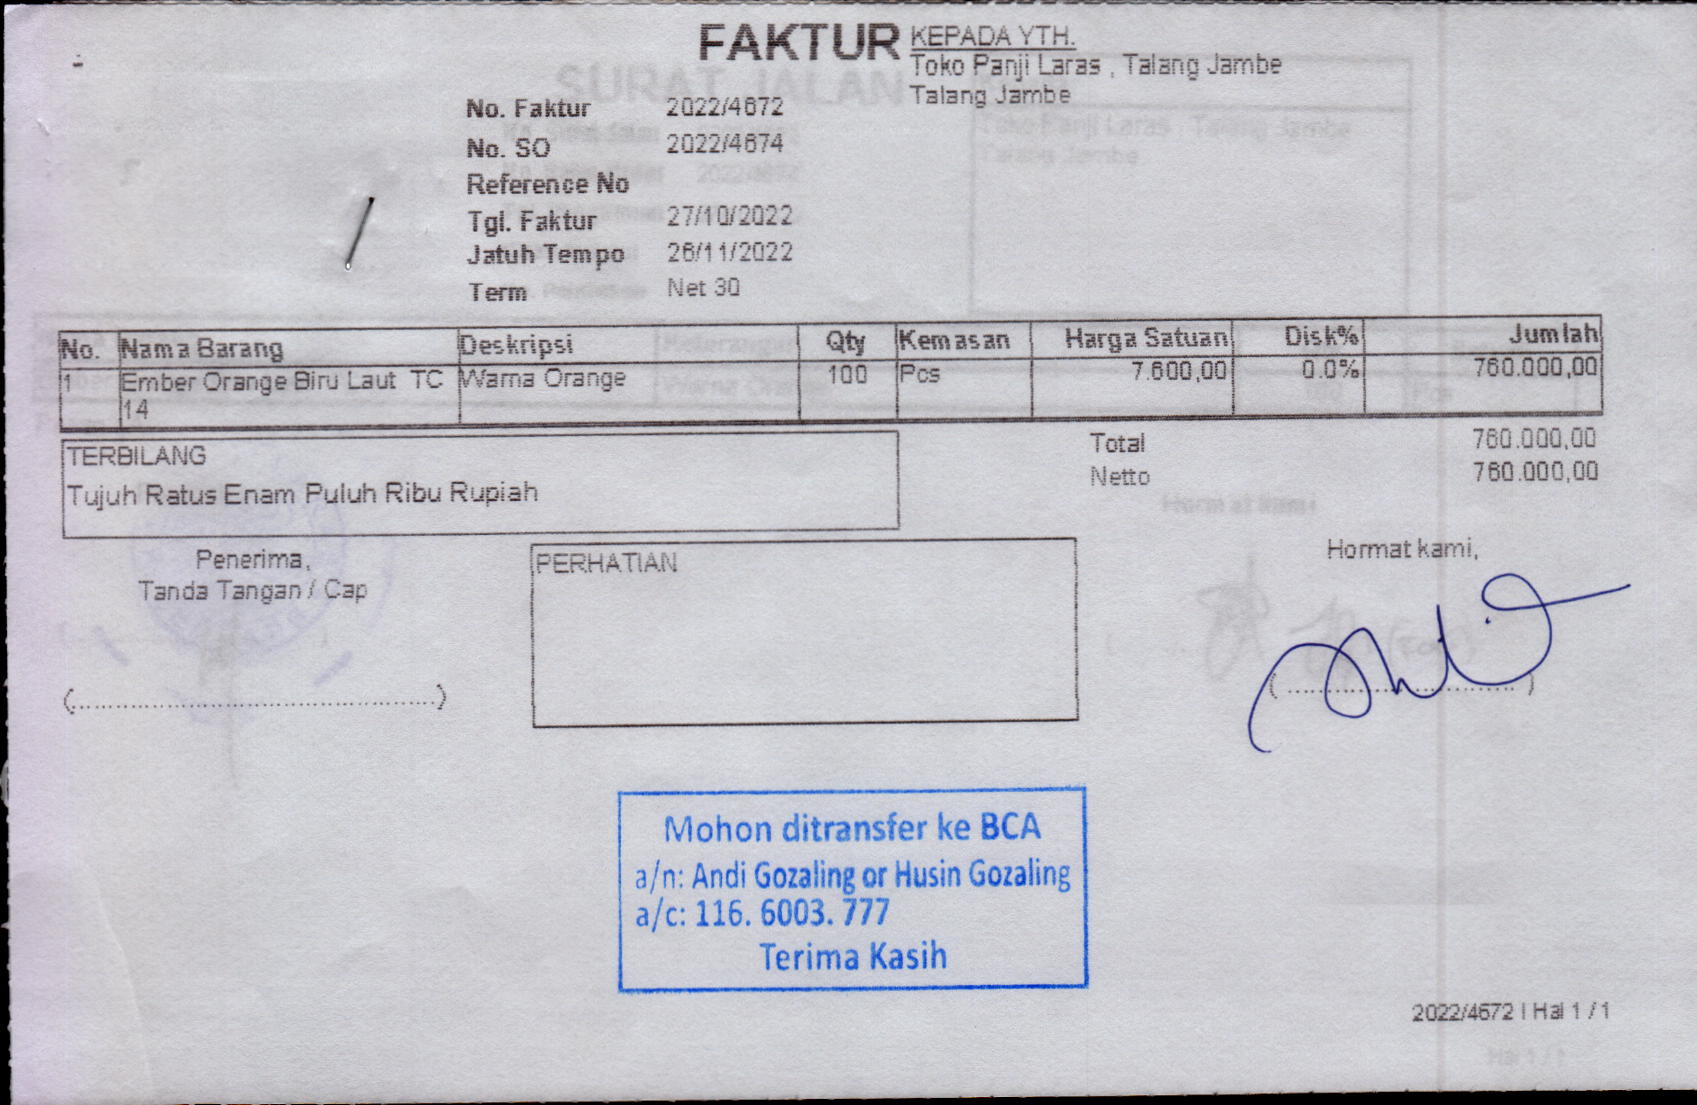 FAKTUR
KEPADA YTH.
Toko Panji Laras , Talang Jambe
Talang Jambe
No. Faktur 2022/4672
No. SO 2022/4674
Reference No
Tgl. Faktur 27/10/2022
Jatuh Tempo 26/11/2022
Term Net 30
No. Nama Barang Deskripsi Qty Kemasan Harga Satuan Disk% Jumlah
1 Ember Orange Biru Laut TC Warna Orange 100 Pcs 7.600,00 0.0% 760.000,00
14
Total 760.000,00
Netto 760.000,00
TERBILANG
Tujuh Ratus Enam Puluh Ribu Rupiah
Penerima,
Tanda Tangan / Cap
(...............................................)
PERHATIAN
Hormat kami,
(...............................)
Mohon ditransfer ke BCA
a/n: Andi Gozaling or Husin Gozaling
a/c: 116. 6003. 777
Terima Kasih
2022/4672 | Hal 1 / 1